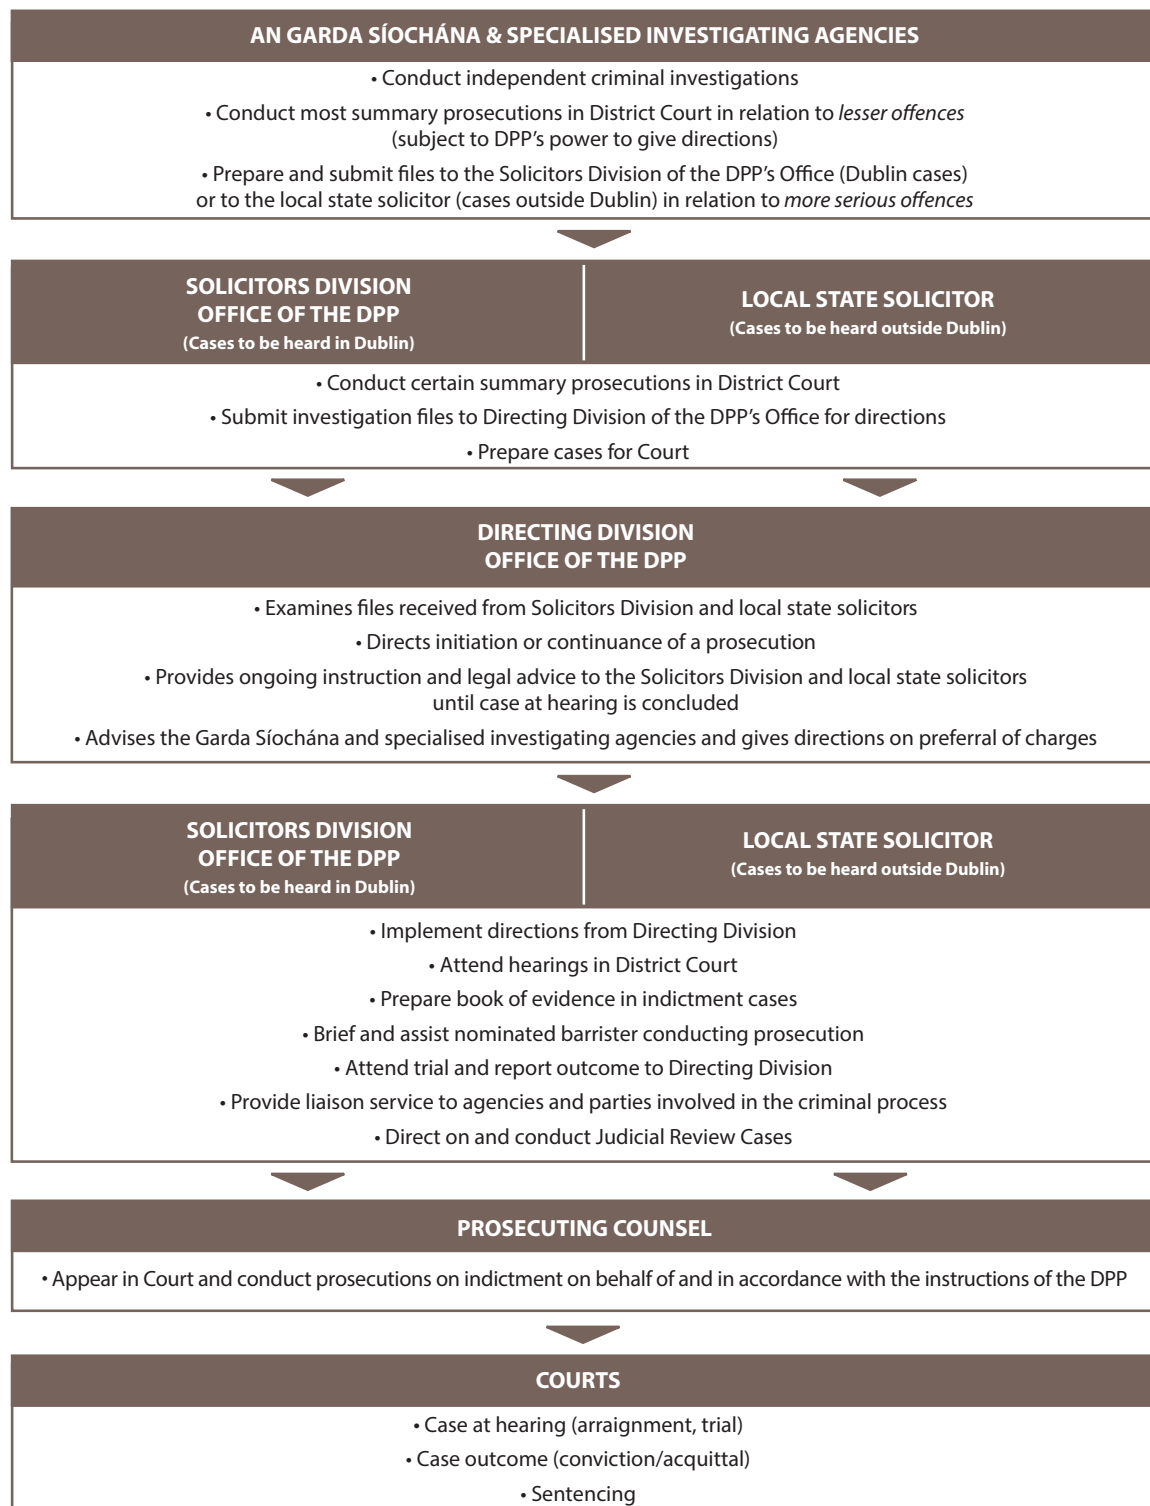 AN GARDA SÍOCHÁNA & SPECIALISED INVESTIGATING AGENCIES
• Conduct independent criminal investigations
• Conduct most summary prosecutions in District Court in relation to lesser offences
(subject to DPP’s power to give directions)
• Prepare and submit files to the Solicitors Division of the DPP’s Office (Dublin cases)
or to the local state solicitor (cases outside Dublin) in relation to more serious offences
SOLICITORS DIVISION
OFFICE OF THE DPP
(Cases to be heard in Dublin)
LOCAL STATE SOLICITOR
(Cases to be heard outside Dublin)
• Conduct certain summary prosecutions in District Court
• Submit investigation files to Directing Division of the DPP’s Office for directions
• Prepare cases for Court
DIRECTING DIVISION
OFFICE OF THE DPP
• Examines files received from Solicitors Division and local state solicitors
• Directs initiation or continuance of a prosecution
• Provides ongoing instruction and legal advice to the Solicitors Division and local state solicitors
until case at hearing is concluded
• Advises the Garda Síochána and specialised investigating agencies and gives directions on preferral of charges
SOLICITORS DIVISION
OFFICE OF THE DPP
(Cases to be heard in Dublin)
LOCAL STATE SOLICITOR
(Cases to be heard outside Dublin)
• Implement directions from Directing Division
• Attend hearings in District Court
• Prepare book of evidence in indictment cases
• Brief and assist nominated barrister conducting prosecution
• Attend trial and report outcome to Directing Division
• Provide liaison service to agencies and parties involved in the criminal process
• Direct on and conduct Judicial Review Cases
PROSECUTING COUNSEL
• Appear in Court and conduct prosecutions on indictment on behalf of and in accordance with the instructions of the DPP
COURTS
• Case at hearing (arraignment, trial)
• Case outcome (conviction/acquittal)
• Sentencing